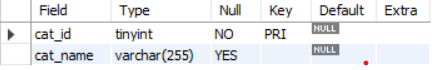 Field Type Null Key Default Extra
cat_id tinyint NO PRI NULL
cat_name varchar(255) YES NULL